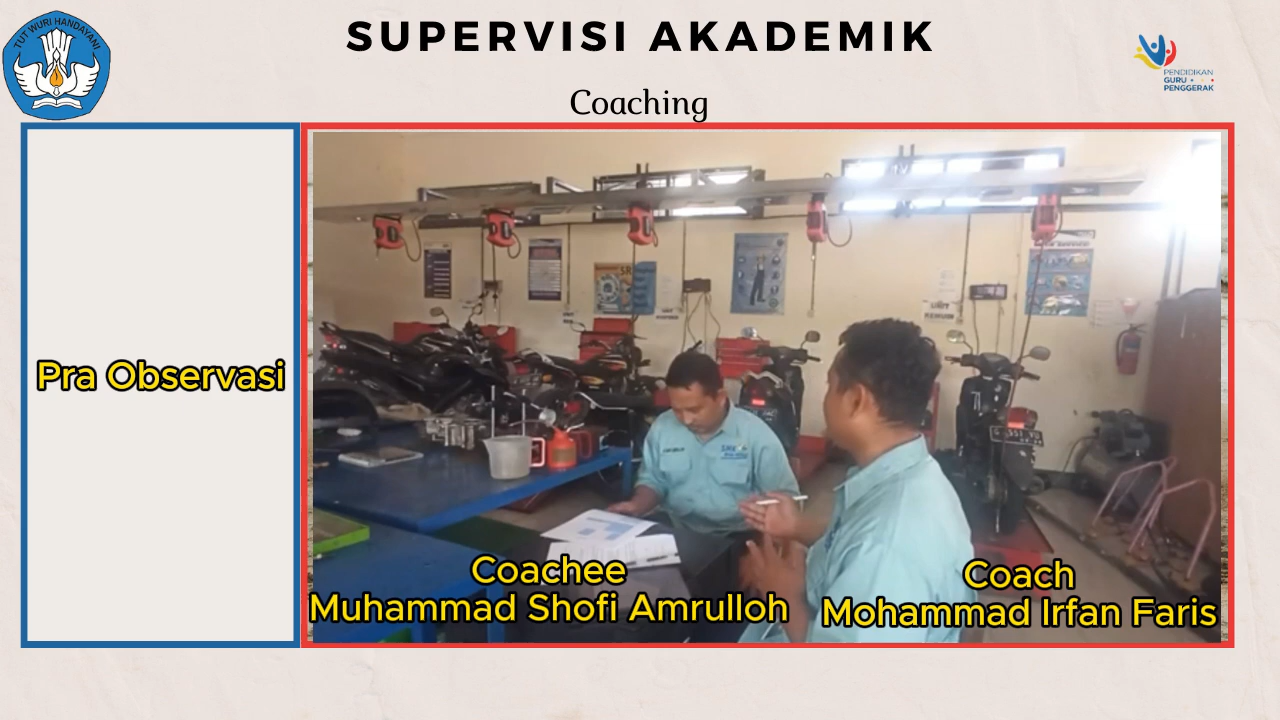 TUT WURI HANDAYANI
SUPERVISI AKADEMIK
Coaching
PENDIDIKAN
GURU
PENGGERAK
Pra Observasi
Coachee
Muhammad Shofi Amrulloh
Coach
Mohammad Irfan Faris